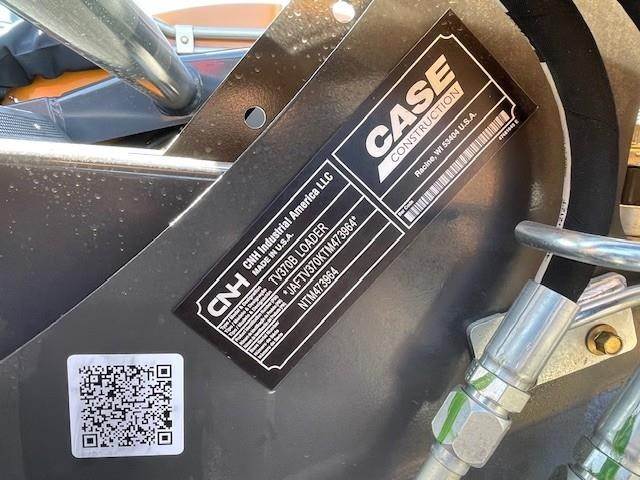 CNH
CNH Industrial America LLC
MADE IN U.S.A.
TV370B LOADER
*JAFTV370KTM473964*
NTM473964
CASE
CONSTRUCTION
Racine, WI 53404 U.S.A.